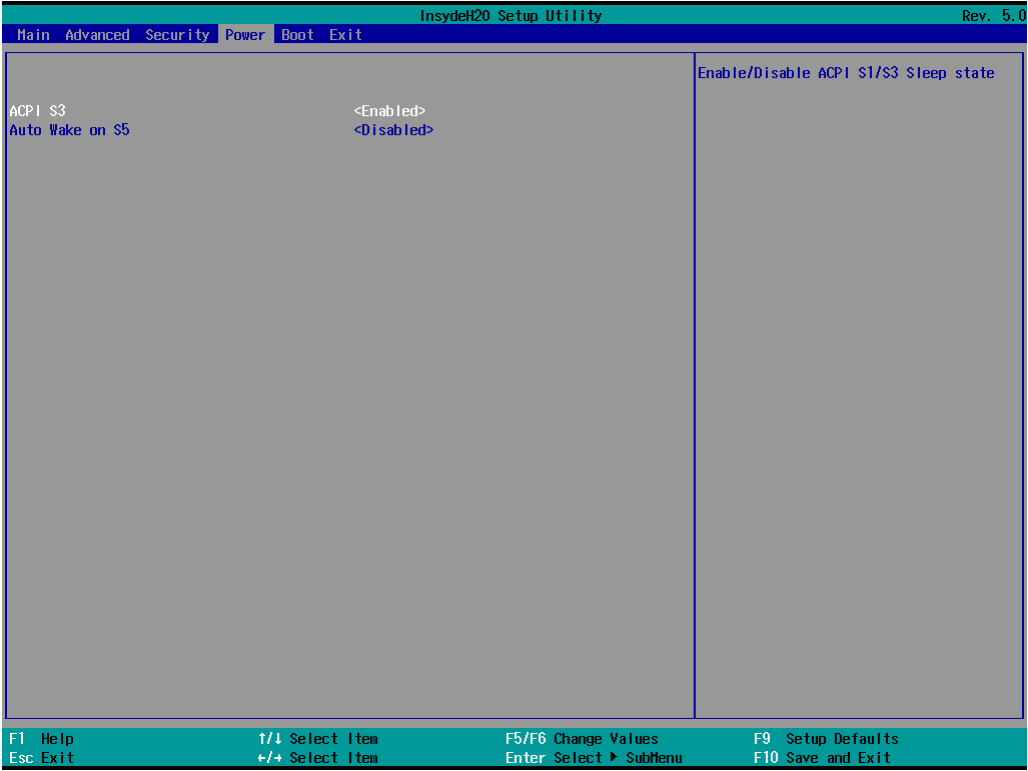 InsydeH20 Setup Utility Rev. 5.0
Main Advanced Security Power Boot Exit
Enable/Disable ACPI S1/S3 Sleep state
ACPI S3 <Enabled>
Auto Wake on S5 <Disabled>
F1 Help ↑/↓ Select Item F5/F6 Change Values F9 Setup Defaults
Esc Exit ←/→ Select Item Enter Select ▶ SubMenu F10 Save and Exit